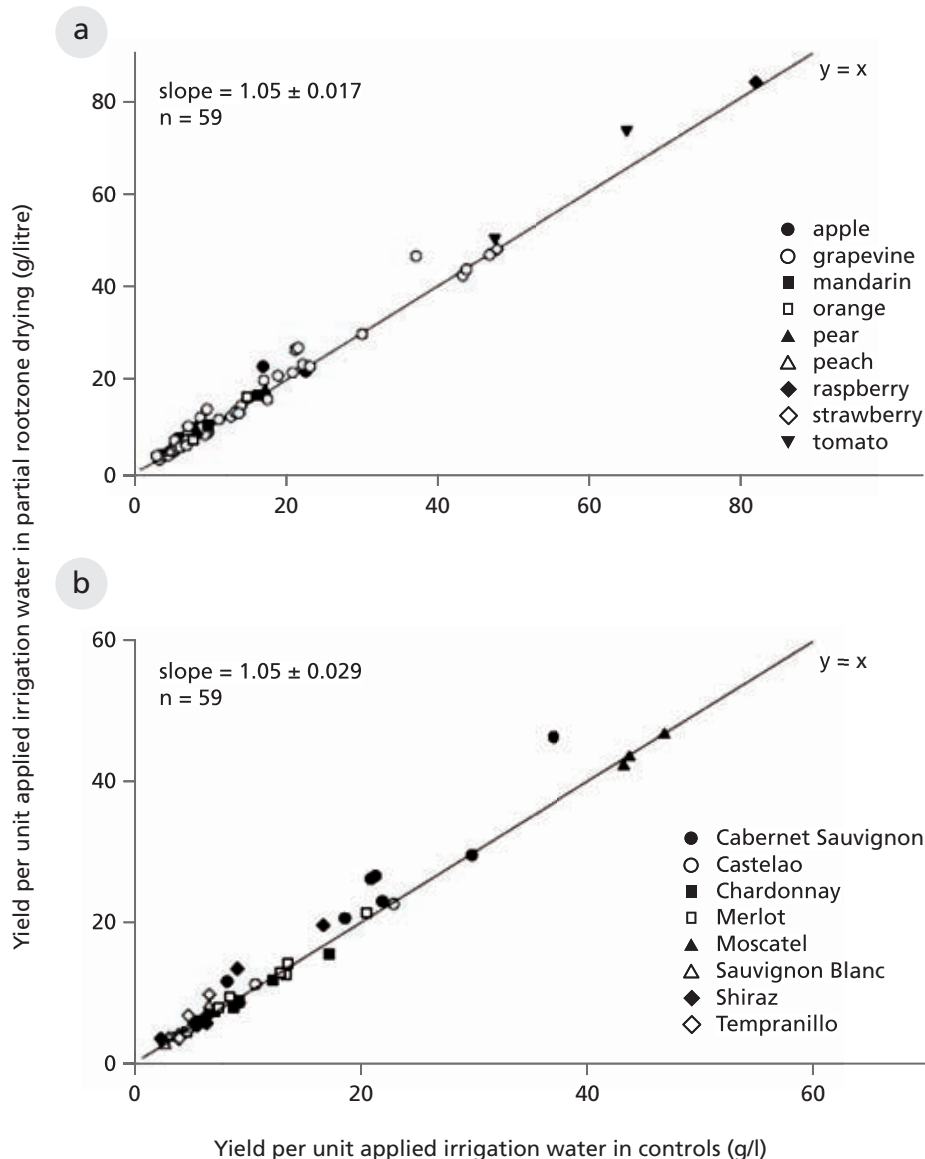 a
slope = 1.05 ± 0.017
n = 59
y = x
80
60
40
20
0
0 20 40 60 80
apple
grapevine
mandarin
orange
pear
peach
raspberry
strawberry
tomato
Yield per unit applied irrigation water in partial rootzone drying (g/litre)
b
slope = 1.05 ± 0.029
n = 59
y = x
60
40
20
0
0 20 40 60
Cabernet Sauvignon
Castelao
Chardonnay
Merlot
Moscatel
Sauvignon Blanc
Shiraz
Tempranillo
Yield per unit applied irrigation water in controls (g/l)